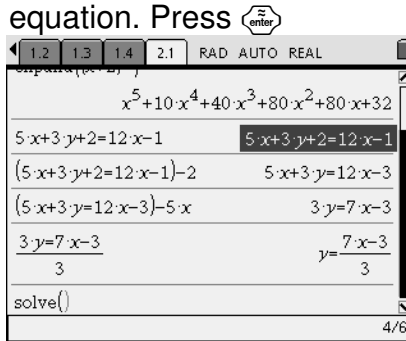 equation. Press enter
1.2 1.3 1.4 2.1 RAD AUTO REAL
x^5+10·x^4+40·x^3+80·x^2+80·x+32
5·x+3·y+2=12·x−1 5·x+3·y+2=12·x−1
(5·x+3·y+2=12·x−1)−2 5·x+3·y=12·x−3
(5·x+3·y=12·x−3)−5·x 3·y=7·x−3
3·y=7·x−3
3
y=
7·x−3
3
solve()
4/6